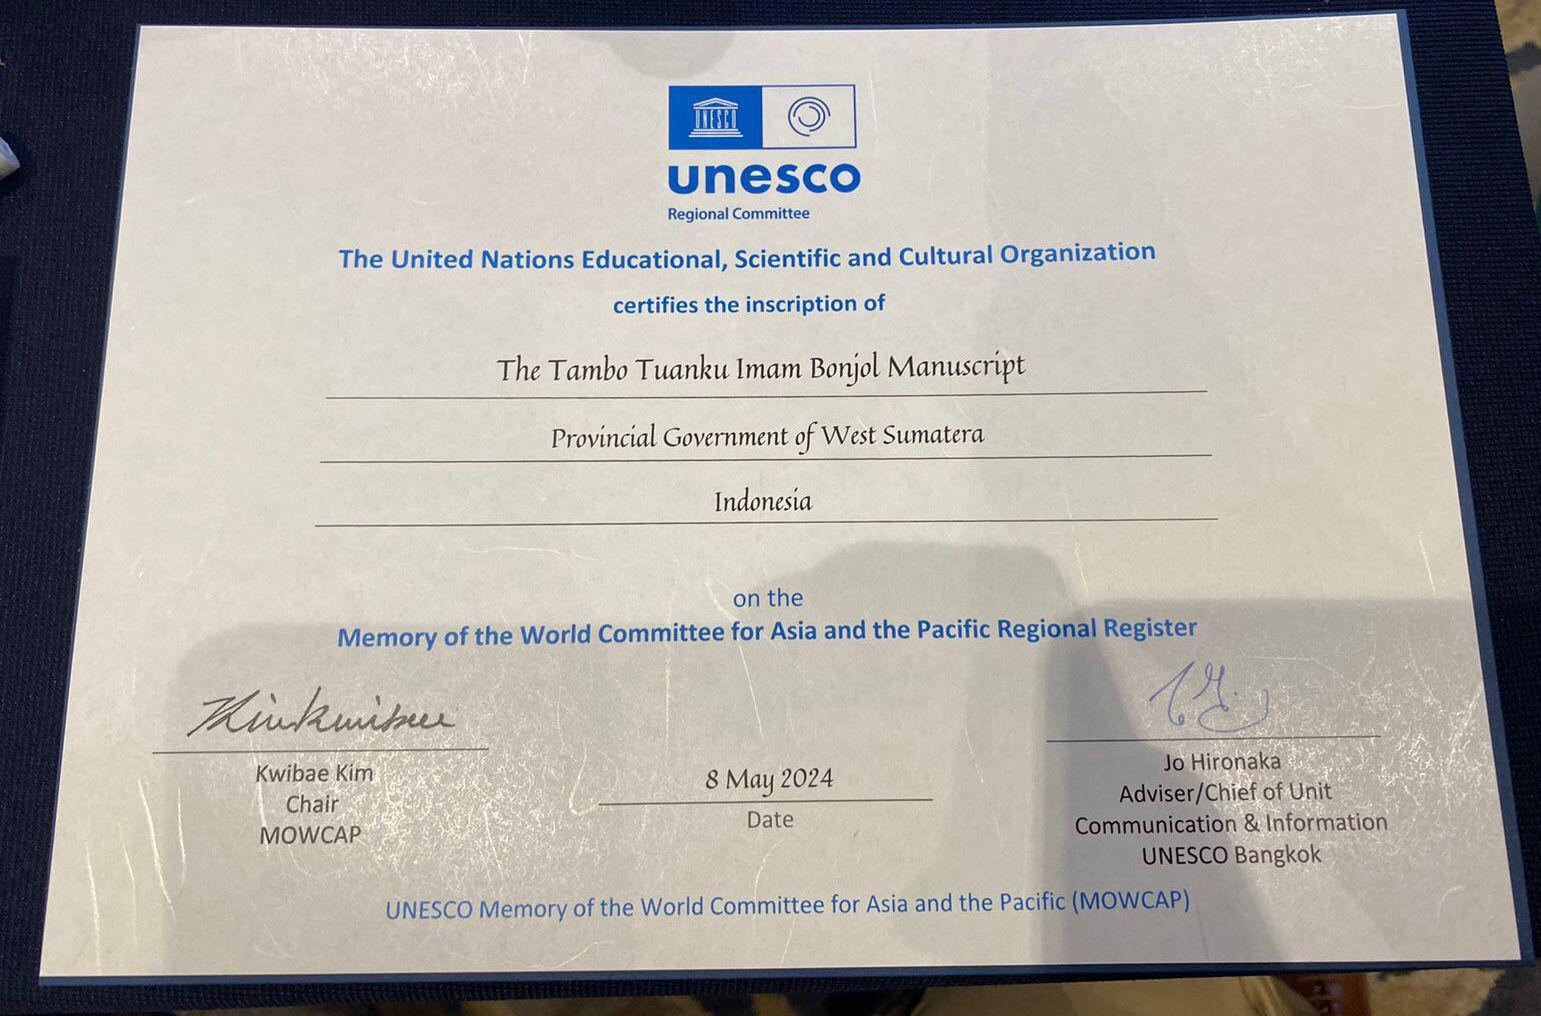 UNESCO
unesco
Regional Committee
The United Nations Educational, Scientific and Cultural Organization
certifies the inscription of
The Tambo Tuanku Imam Bonjol Manuscript
Provincial Government of West Sumatera
Indonesia
on the
Memory of the World Committee for Asia and the Pacific Regional Register
Kwibae Kim
Chair
MOWCAP
8 May 2024
Date
Jo Hironaka
Adviser/Chief of Unit
Communication & Information
UNESCO Bangkok
UNESCO Memory of the World Committee for Asia and the Pacific (MOWCAP)